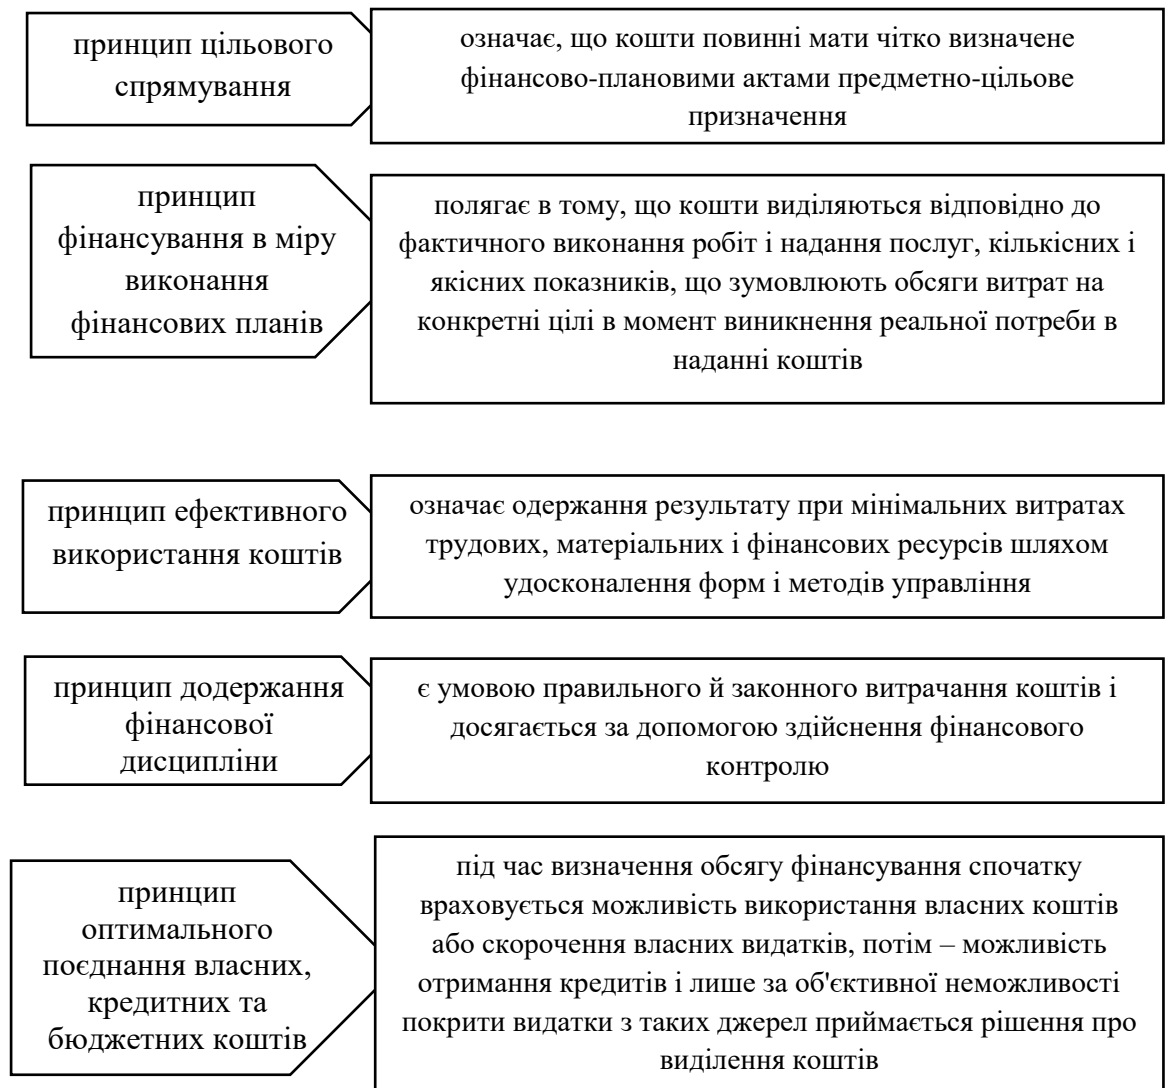 принцип цільового
спрямування
означає, що кошти повинні мати чітко визначене
фінансово-плановими актами предметно-цільове
призначення
принцип
фінансування в міру
виконання
фінансових планів
полягає в тому, що кошти виділяються відповідно до
фактичного виконання робіт і надання послуг, кількісних і
якісних показників, що зумовлюють обсяги витрат на
конкретні цілі в момент виникнення реальної потреби в
наданні коштів
принцип ефективного
використання коштів
означає одержання результату при мінімальних витратах
трудових, матеріальних і фінансових ресурсів шляхом
удосконалення форм і методів управління
принцип додержання
фінансової
дисципліни
є умовою правильного й законного витрачання коштів і
досягається за допомогою здійснення фінансового
контролю
принцип
оптимального
поєднання власних,
кредитних та
бюджетних коштів
під час визначення обсягу фінансування спочатку
враховується можливість використання власних коштів
або скорочення власних видатків, потім – можливість
отримання кредитів і лише за об'єктивної неможливості
покрити видатки з таких джерел приймається рішення про
виділення коштів